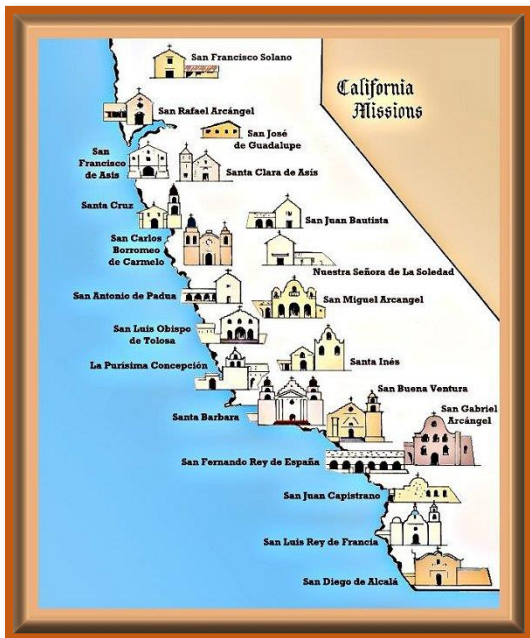 California
Missions
San Francisco Solano
San Rafael Arcángel
San José
de Guadalupe
San
Francisco
de Asis
Santa Clara de Asís
Santa Cruz
San Juan Bautista
San Carlos
Borromeo
de Carmelo
Nuestra Señora de La Soledad
San Antonio de Padua
San Miguel Arcangel
San Luis Obispo
de Tolosa
Santa Inés
La Purísima Concepción
San Buena Ventura
Santa Barbara
San Gabriel
Arcángel
San Fernando Rey de España
San Juan Capistrano
San Luis Rey de Francia
San Diego de Alcalá